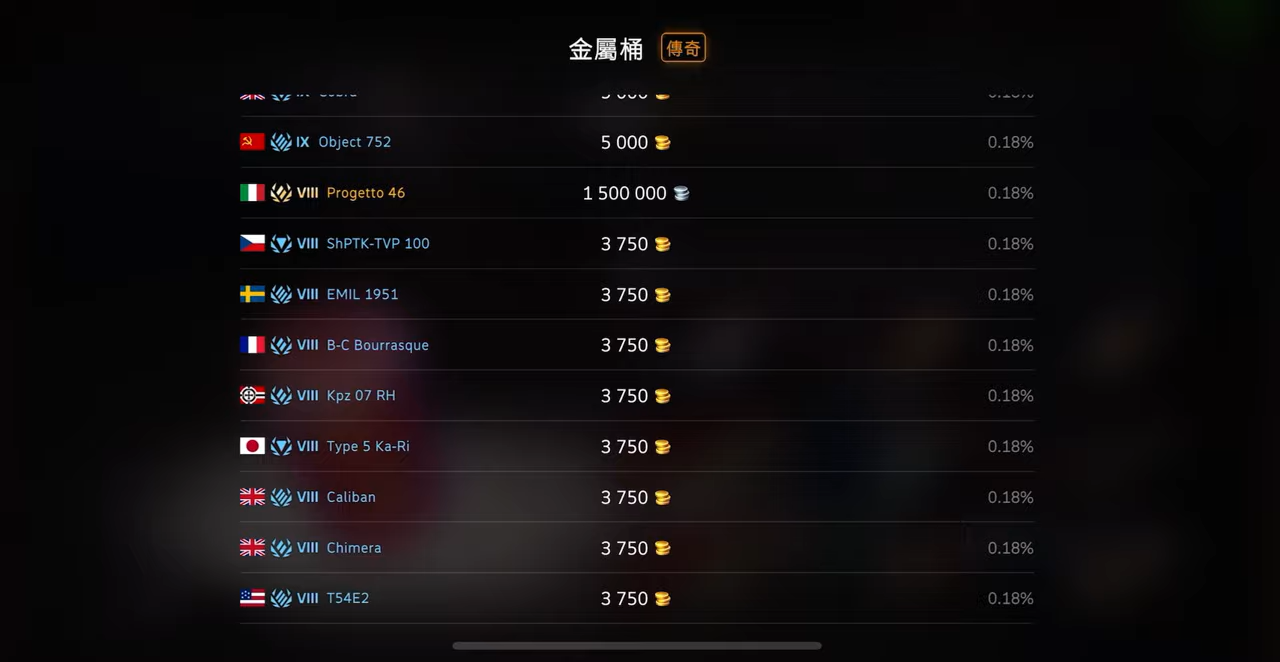 金屬桶 傳奇
IX Object 752 5 000 0.18%
VIII Progetto 46 1 500 000 0.18%
VIII ShPTK-TVP 100 3 750 0.18%
VIII EMIL 1951 3 750 0.18%
VIII B-C Bourrasque 3 750 0.18%
VIII Kpz 07 RH 3 750 0.18%
VIII Type 5 Ka-Ri 3 750 0.18%
VIII Caliban 3 750 0.18%
VIII Chimera 3 750 0.18%
VIII T54E2 3 750 0.18%